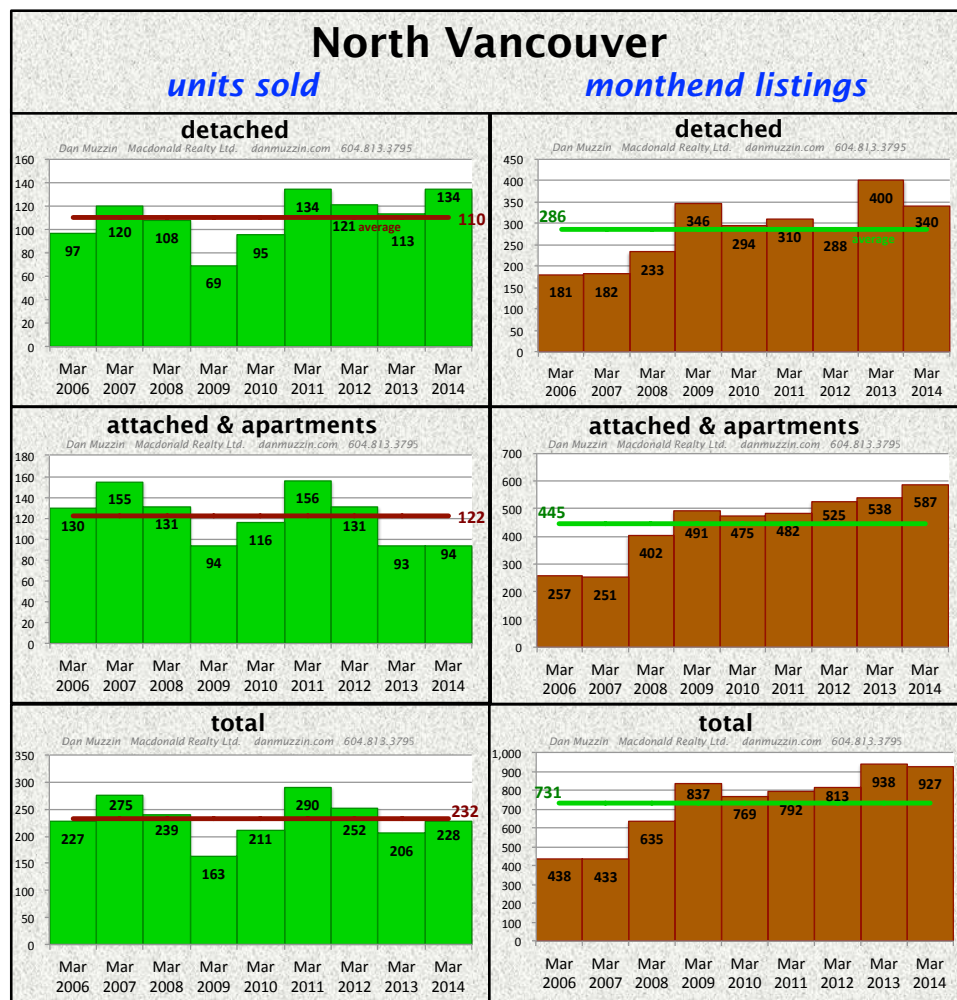 North Vancouver
units sold
monthend listings
detached
Dan Muzzin Macdonald Realty Ltd. danmuzzin.com 604.813.3795
160
140
120
100
80
60
40
20
0
97
120
108
69
95
134
121
average
113
134
110
Mar 2006
Mar 2007
Mar 2008
Mar 2009
Mar 2010
Mar 2011
Mar 2012
Mar 2013
Mar 2014
detached
Dan Muzzin Macdonald Realty Ltd. danmuzzin.com 604.813.3795
450
400
350
300
250
200
150
100
50
0
286
181
182
233
346
294
310
288
average
400
340
Mar 2006
Mar 2007
Mar 2008
Mar 2009
Mar 2010
Mar 2011
Mar 2012
Mar 2013
Mar 2014
attached & apartments
Dan Muzzin Macdonald Realty Ltd. danmuzzin.com 604.813.3795
180
160
140
120
100
80
60
40
20
0
130
155
131
94
116
156
131
93
94
122
Mar 2006
Mar 2007
Mar 2008
Mar 2009
Mar 2010
Mar 2011
Mar 2012
Mar 2013
Mar 2014
attached & apartments
Dan Muzzin Macdonald Realty Ltd. danmuzzin.com 604.813.3795
700
600
500
400
300
200
100
0
445
257
251
402
491
475
482
525
538
587
Mar 2006
Mar 2007
Mar 2008
Mar 2009
Mar 2010
Mar 2011
Mar 2012
Mar 2013
Mar 2014
total
Dan Muzzin Macdonald Realty Ltd. danmuzzin.com 604.813.3795
350
300
250
200
150
100
50
0
227
275
239
163
211
290
252
206
228
232
Mar 2006
Mar 2007
Mar 2008
Mar 2009
Mar 2010
Mar 2011
Mar 2012
Mar 2013
Mar 2014
total
Dan Muzzin Macdonald Realty Ltd. danmuzzin.com 604.813.3795
1,000
900
800
700
600
500
400
300
200
100
0
731
438
433
635
837
769
792
813
938
927
Mar 2006
Mar 2007
Mar 2008
Mar 2009
Mar 2010
Mar 2011
Mar 2012
Mar 2013
Mar 2014